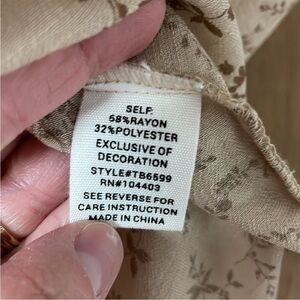 SELF:
68%RAYON
32%POLYESTER
EXCLUSIVE OF
DECORATION
STYLE#TB6599
RN#104403
SEE REVERSE FOR
CARE INSTRUCTION
MADE IN CHINA